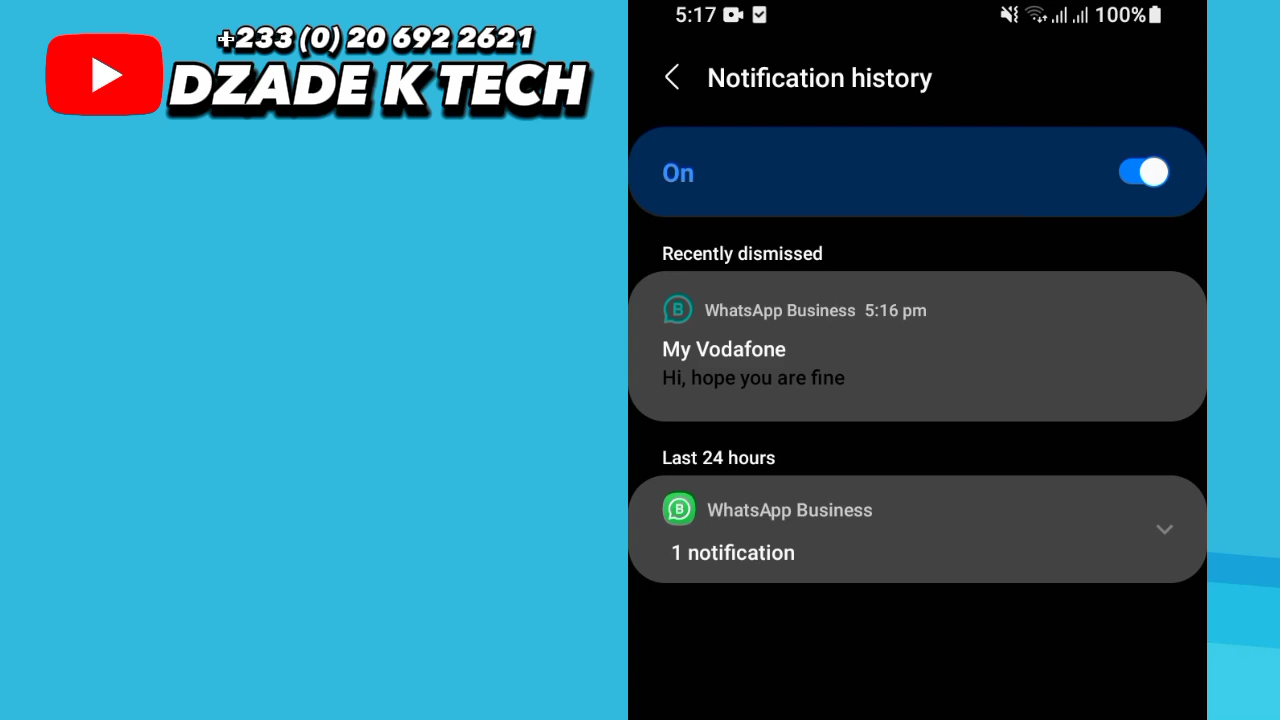 +233 (0) 20 692 2621
DZADE K TECH
5:17 100%
Notification history
On
Recently dismissed
WhatsApp Business 5:16 pm
My Vodafone
Hi, hope you are fine
Last 24 hours
WhatsApp Business
1 notification